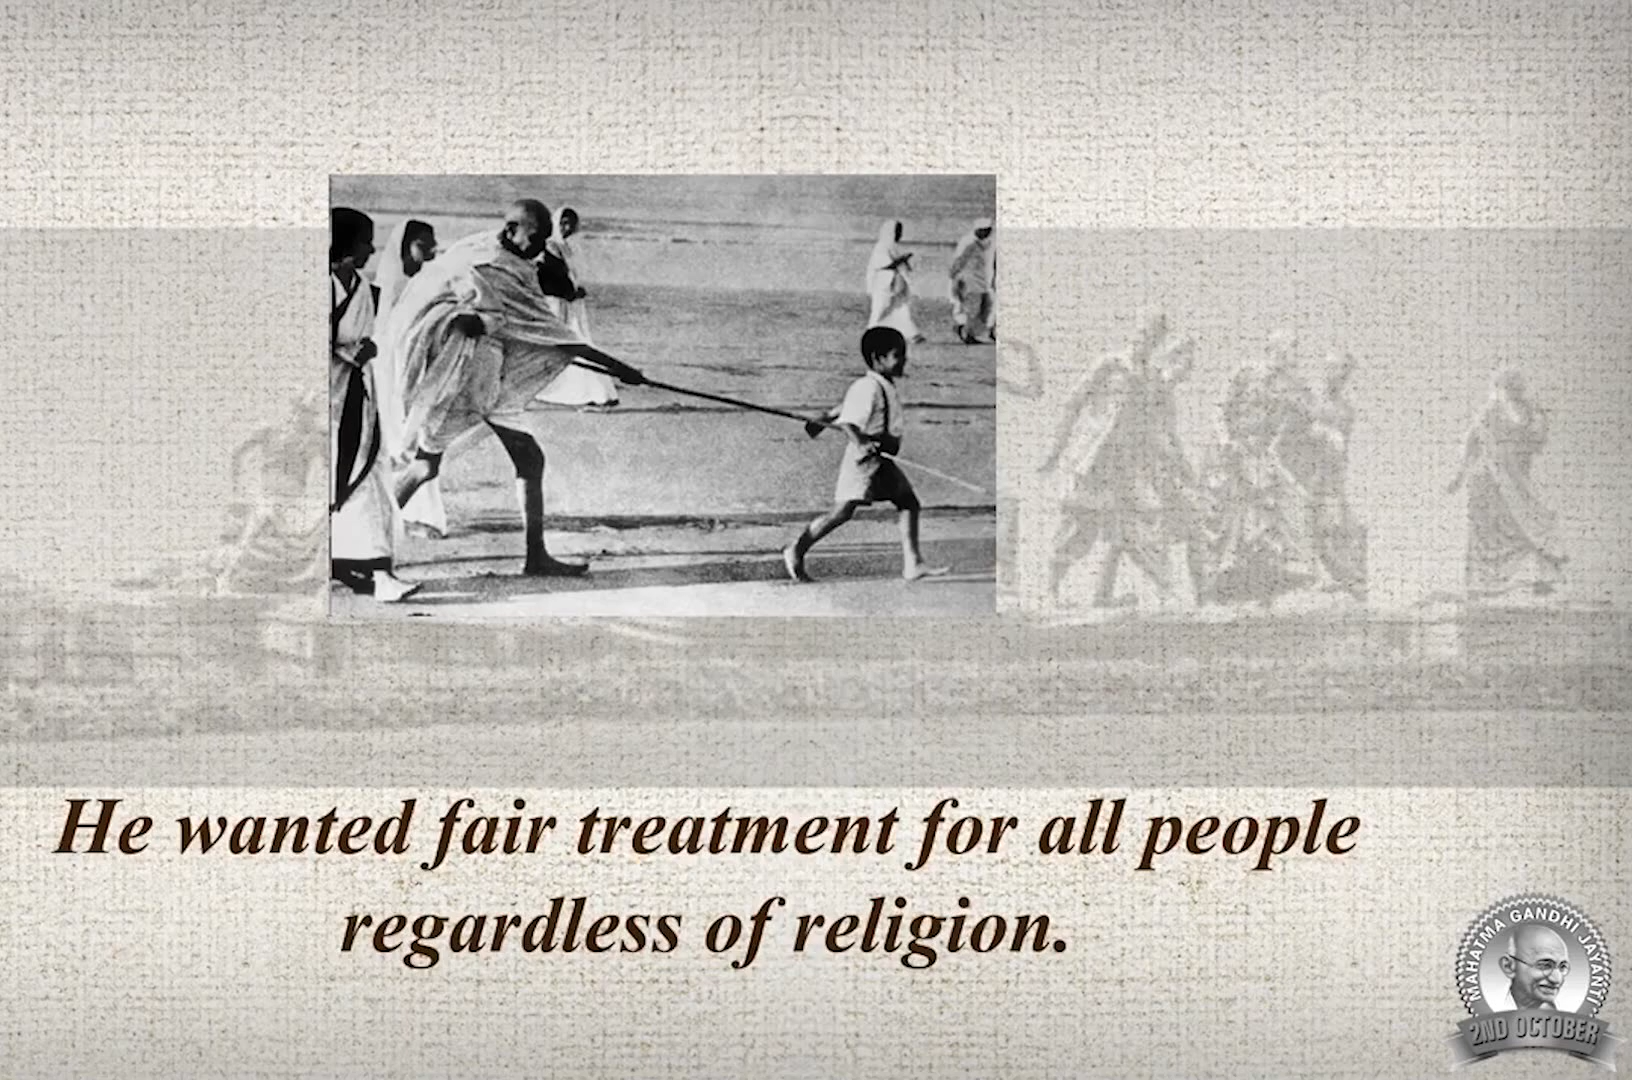 He wanted fair treatment for all people
regardless of religion.
MAHATMA GANDHI JAYANTI
2ND OCTOBER